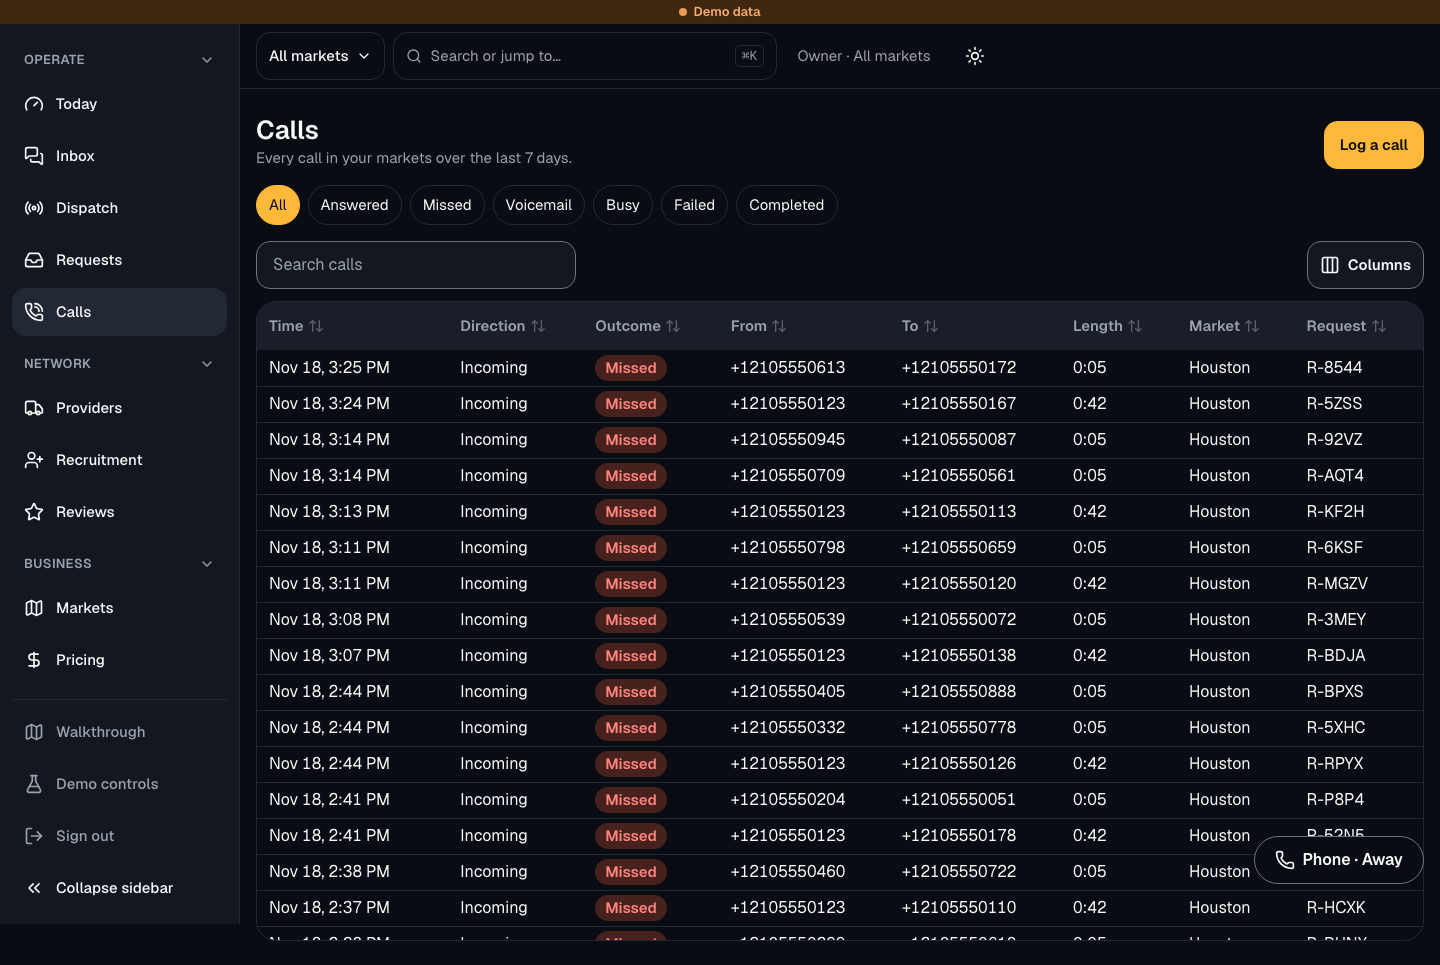 Demo data
OPERATE
Today
Inbox
Dispatch
Requests
Calls
NETWORK
Providers
Recruitment
Reviews
BUSINESS
Markets
Pricing
Walkthrough
Demo controls
Sign out
Collapse sidebar
All markets
Search or jump to... ⌘K
Owner · All markets
Calls
Every call in your markets over the last 7 days.
Log a call
All Answered Missed Voicemail Busy Failed Completed
Search calls
Columns
Time Direction Outcome From To Length Market Request
Nov 18, 3:25 PM Incoming Missed +12105550613 +12105550172 0:05 Houston R-8544
Nov 18, 3:24 PM Incoming Missed +12105550123 +12105550167 0:42 Houston R-5ZSS
Nov 18, 3:14 PM Incoming Missed +12105550945 +12105550087 0:05 Houston R-92VZ
Nov 18, 3:14 PM Incoming Missed +12105550709 +12105550561 0:05 Houston R-AQT4
Nov 18, 3:13 PM Incoming Missed +12105550123 +12105550113 0:42 Houston R-KF2H
Nov 18, 3:11 PM Incoming Missed +12105550798 +12105550659 0:05 Houston R-6KSF
Nov 18, 3:11 PM Incoming Missed +12105550123 +12105550120 0:42 Houston R-MGZV
Nov 18, 3:08 PM Incoming Missed +12105550539 +12105550072 0:05 Houston R-3MEY
Nov 18, 3:07 PM Incoming Missed +12105550123 +12105550138 0:42 Houston R-BDJA
Nov 18, 2:44 PM Incoming Missed +12105550405 +12105550888 0:05 Houston R-BPXS
Nov 18, 2:44 PM Incoming Missed +12105550332 +12105550778 0:05 Houston R-5XHC
Nov 18, 2:44 PM Incoming Missed +12105550123 +12105550126 0:42 Houston R-RPYX
Nov 18, 2:41 PM Incoming Missed +12105550204 +12105550051 0:05 Houston R-P8P4
Nov 18, 2:41 PM Incoming Missed +12105550123 +12105550178 0:42 Houston
Nov 18, 2:38 PM Incoming Missed +12105550460 +12105550722 0:05 Houston
Phone · Away
Nov 18, 2:37 PM Incoming Missed +12105550123 +12105550110 0:42 Houston R-HCXK